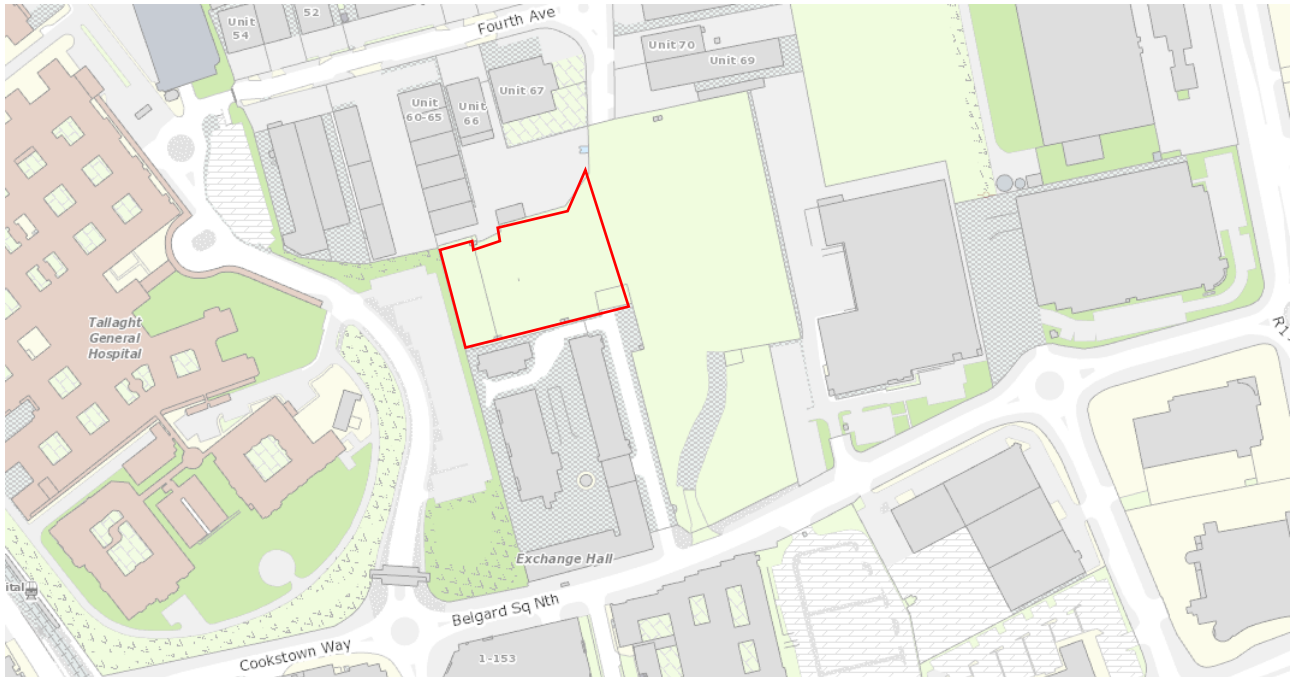 Unit
54
52
Fourth Ave
Unit 70
Unit 69
Unit 67
Unit
60-65
Unit
66
Tallaght
General
Hospital
Exchange Hall
ital
Belgard Sq Nth
Cookstown Way
1-153